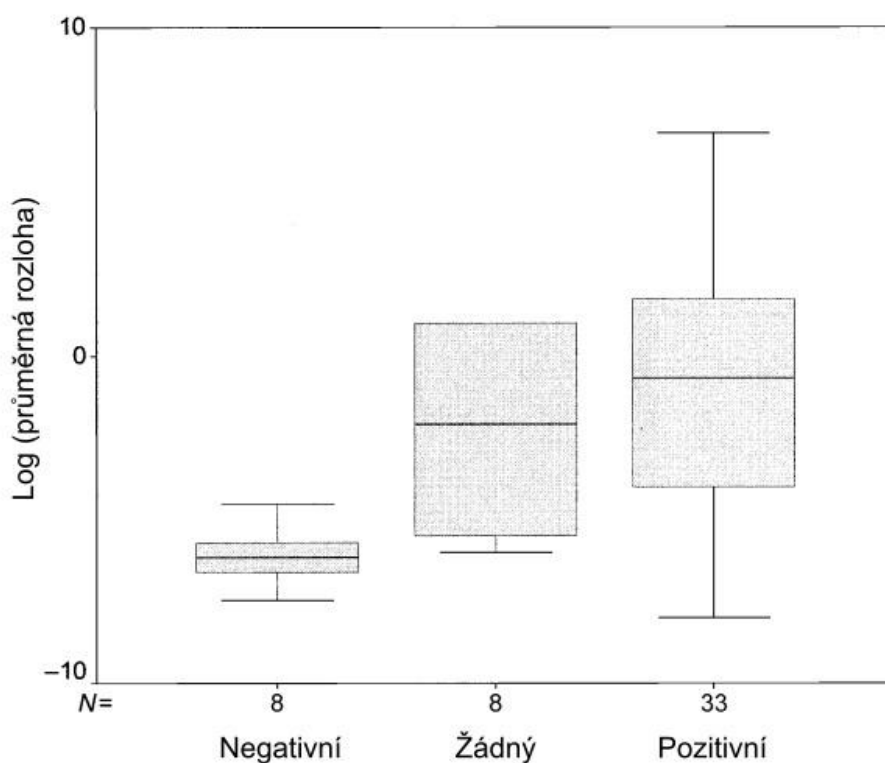 10
Log (průměrná rozloha)
0
–10
N= 8 8 33
Negativní Žádný Pozitivní